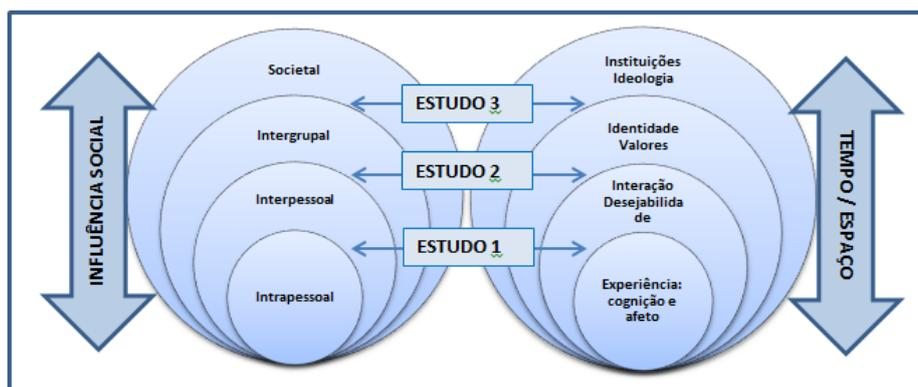 INFLUÊNCIA SOCIAL
Societal
Intergrupal
Interpessoal
Intrapessoal
ESTUDO 3
ESTUDO 2
ESTUDO 1
Instituições
Ideologia
Identidade
Valores
Interação
Desejabilida
de
Experiência:
cognição e
afeto
TEMPO / ESPAÇO